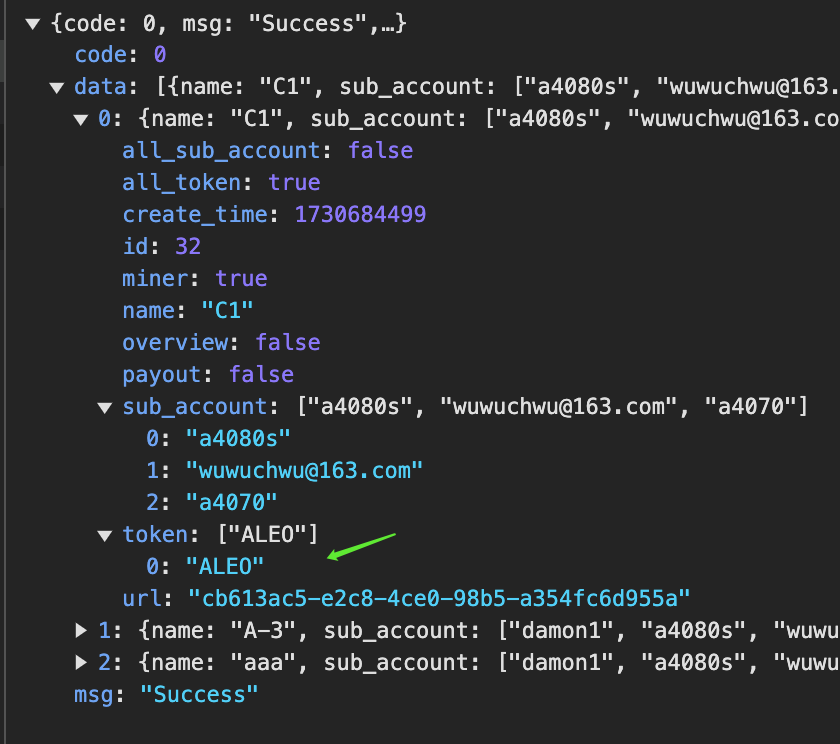 {code: 0, msg: "Success",…}
code: 0
data: [{name: "C1", sub_account: ["a4080s", "wuwuchwu@163.
0: {name: "C1", sub_account: ["a4080s", "wuwuchwu@163.co
all_sub_account: false
all_token: true
create_time: 1730684499
id: 32
miner: true
name: "C1"
overview: false
payout: false
sub_account: ["a4080s", "wuwuchwu@163.com", "a4070"]
0: "a4080s"
1: "wuwuchwu@163.com"
2: "a4070"
token: ["ALEO"]
0: "ALEO"
url: "cb613ac5-e2c8-4ce0-98b5-a354fc6d955a"
1: {name: "A-3", sub_account: ["damon1", "a4080s", "wuwu
2: {name: "aaa", sub_account: ["damon1", "a4080s", "wuwu
msg: "Success"